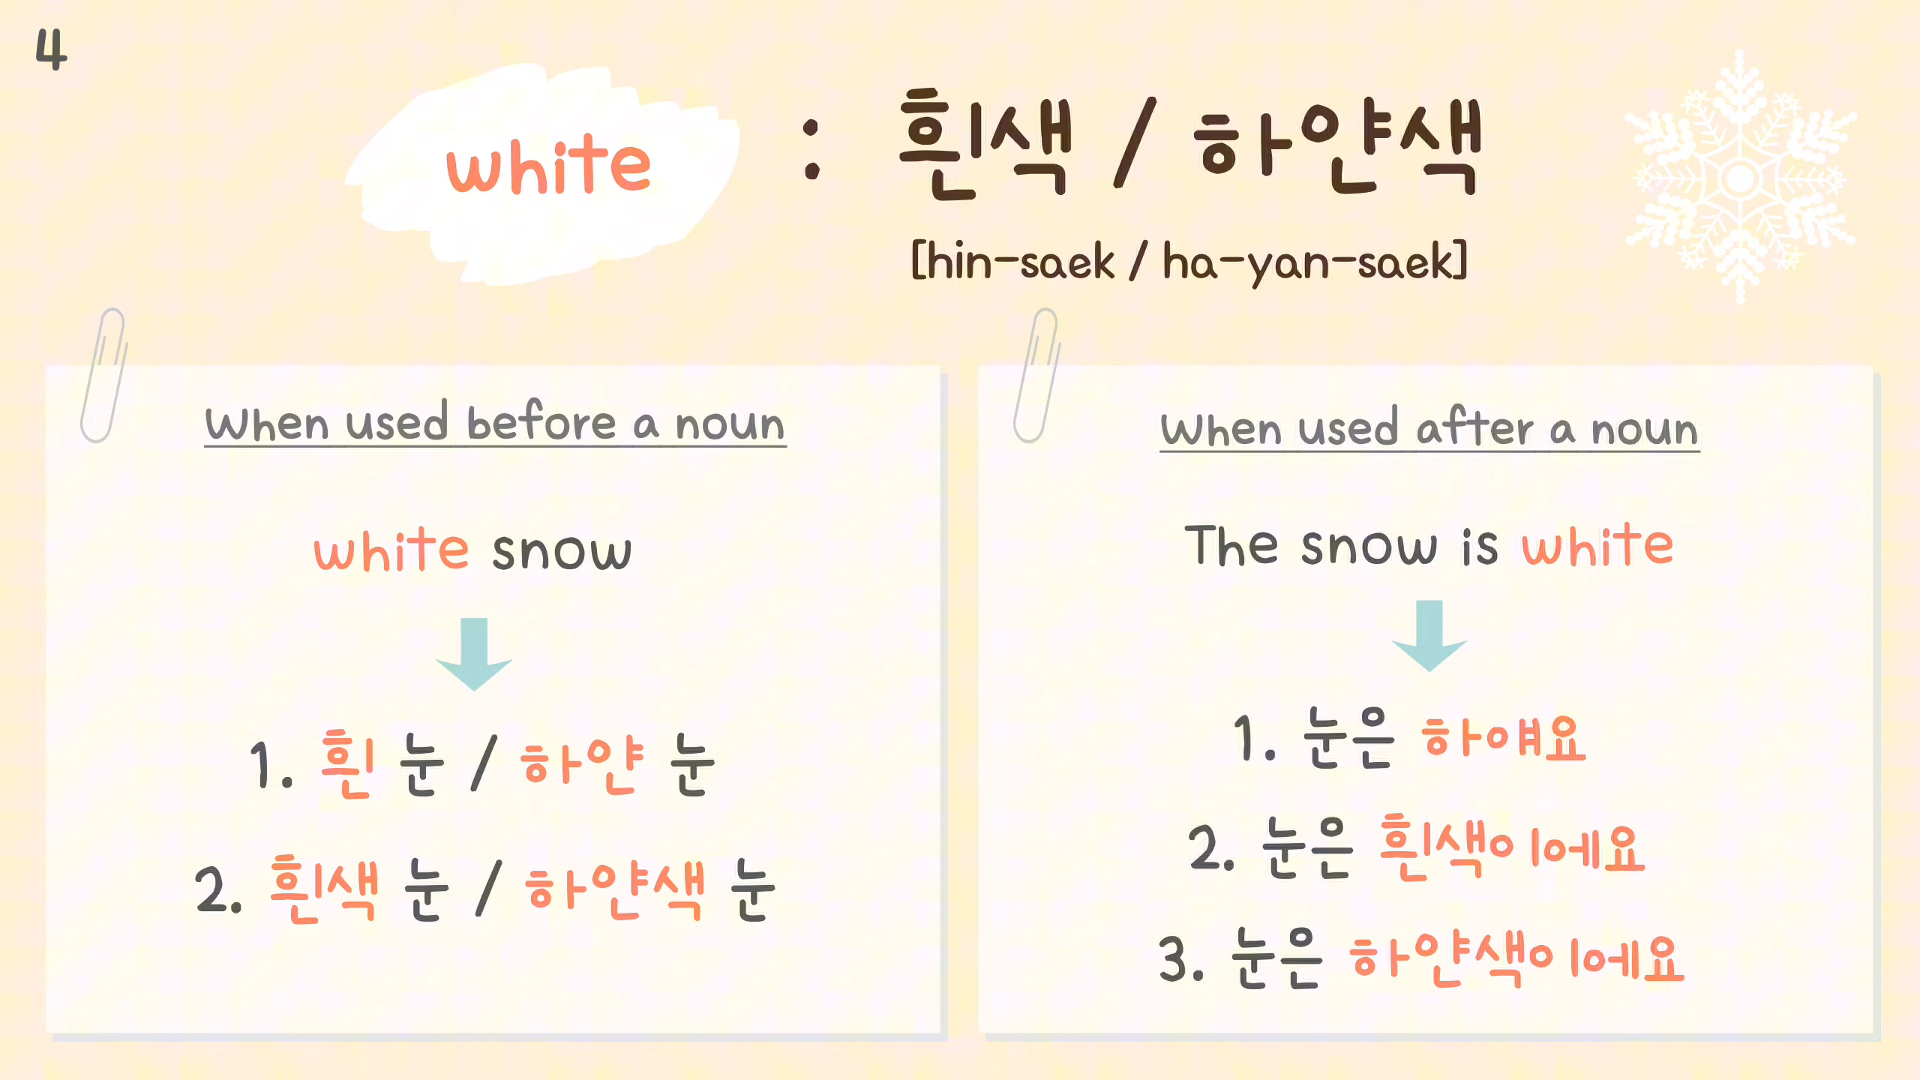 4
white : 흰색 / 하얀색
[hin-saek / ha-yan-saek]
When used before a noun
white snow
1. 흰 눈 / 하얀 눈
2. 흰색 눈 / 하얀색 눈
When used after a noun
The snow is white
1. 눈은 하얘요
2. 눈은 흰색이에요
3. 눈은 하얀색이에요